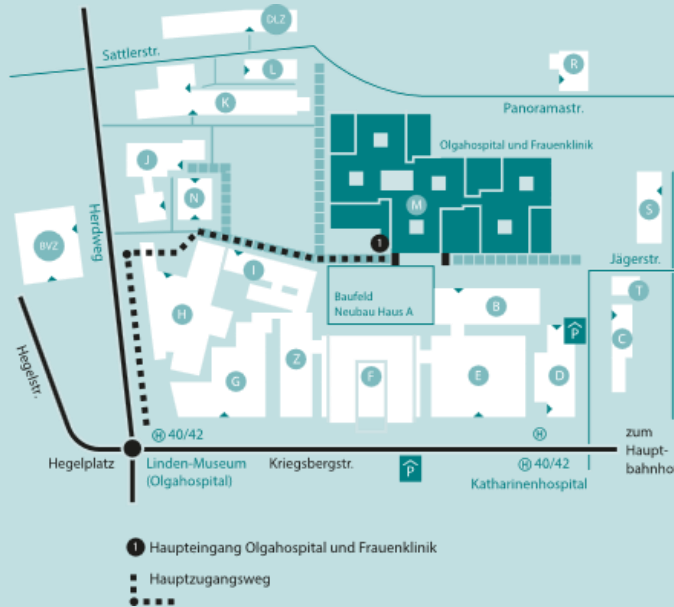 DLZ
Sattlerstr.
L
R
K
Panoramastr.
Olgahospital und Frauenklinik
J
N
M
S
Herdweg
BVZ
1
I
Jägerstr.
Baufeld
Neubau Haus A
T
B
H
P
C
Hegelstr.
Z
G
F
E
D
H 40/42
H
zum
Haupt-
bahnho
Hegelplatz
Linden-Museum
(Olgahospital)
Kriegsbergstr.
P
H 40/42
Katharinenhospital
1 Haupteingang Olgahospital und Frauenklinik
Hauptzugangsweg